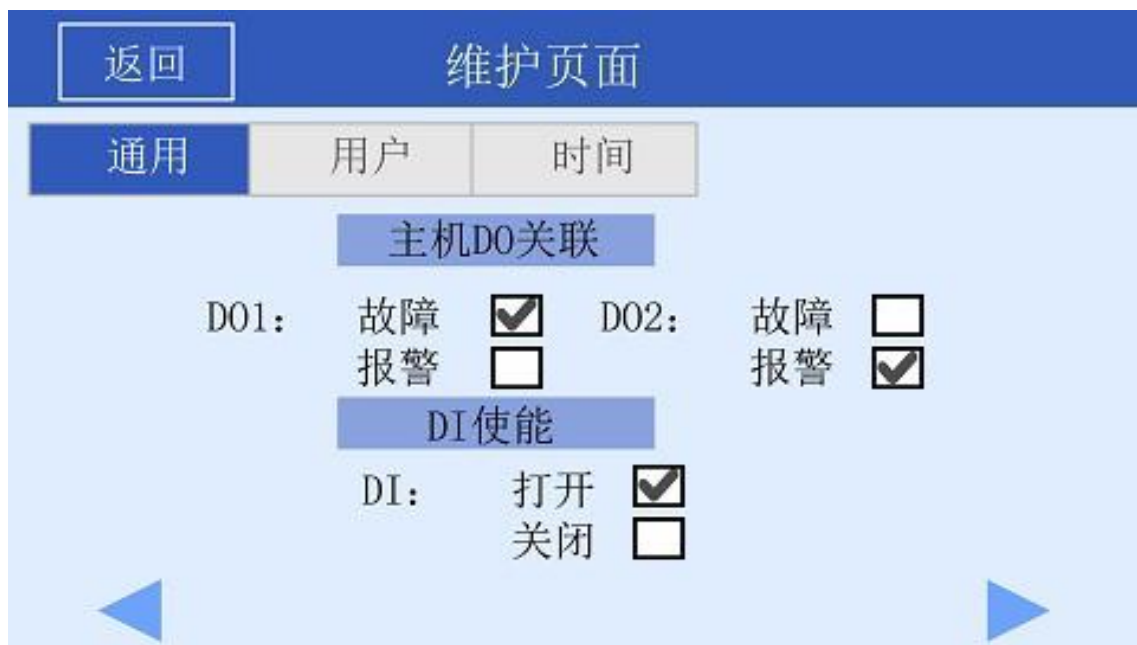 返回 维护页面
通用 用户 时间
主机DO关联
DO1： 故障 DO2： 故障
报警 报警
DI使能
DI： 打开
关闭